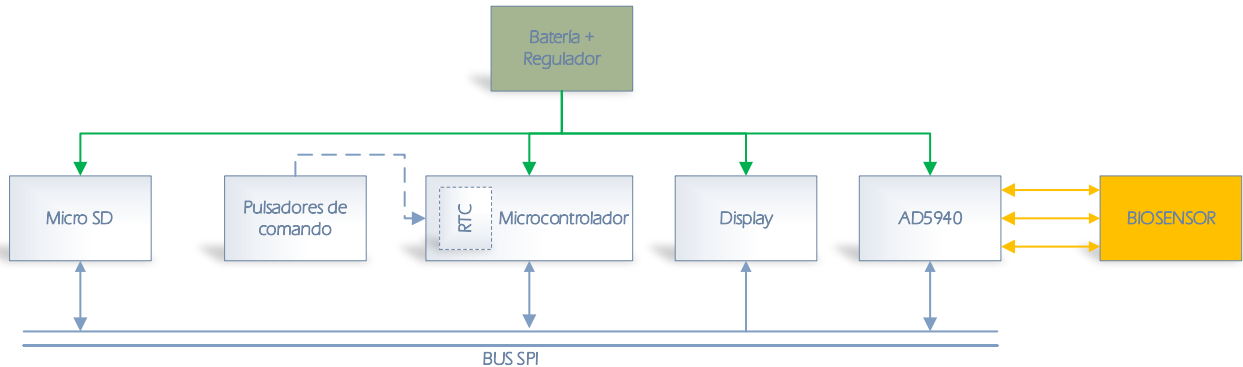 Batería +
Regulador
Micro SD
Pulsadores de
comando
RTC
Microcontrolador
Display
AD5940
BIOSENSOR
BUS SPI